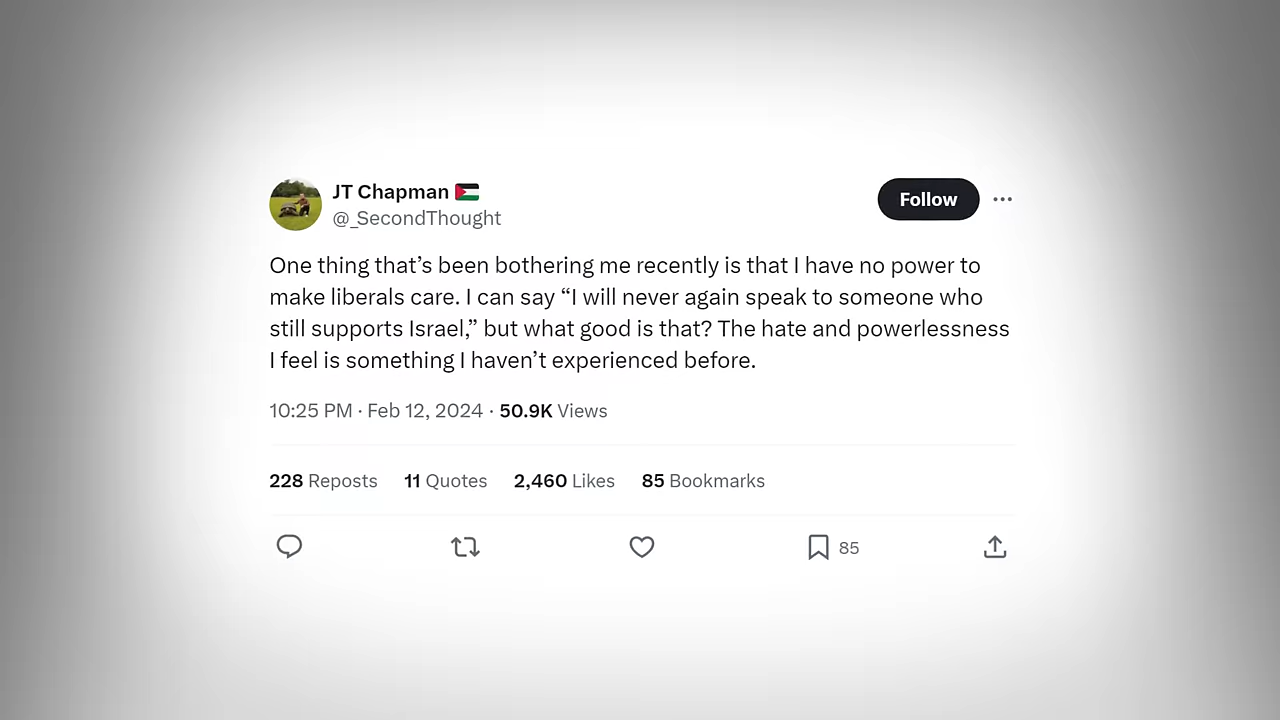 JT Chapman 🇵🇸
@_SecondThought
Follow
One thing that’s been bothering me recently is that I have no power to
make liberals care. I can say “I will never again speak to someone who
still supports Israel,” but what good is that? The hate and powerlessness
I feel is something I haven’t experienced before.
10:25 PM · Feb 12, 2024 · 50.9K Views
228 Reposts 11 Quotes 2,460 Likes 85 Bookmarks
85